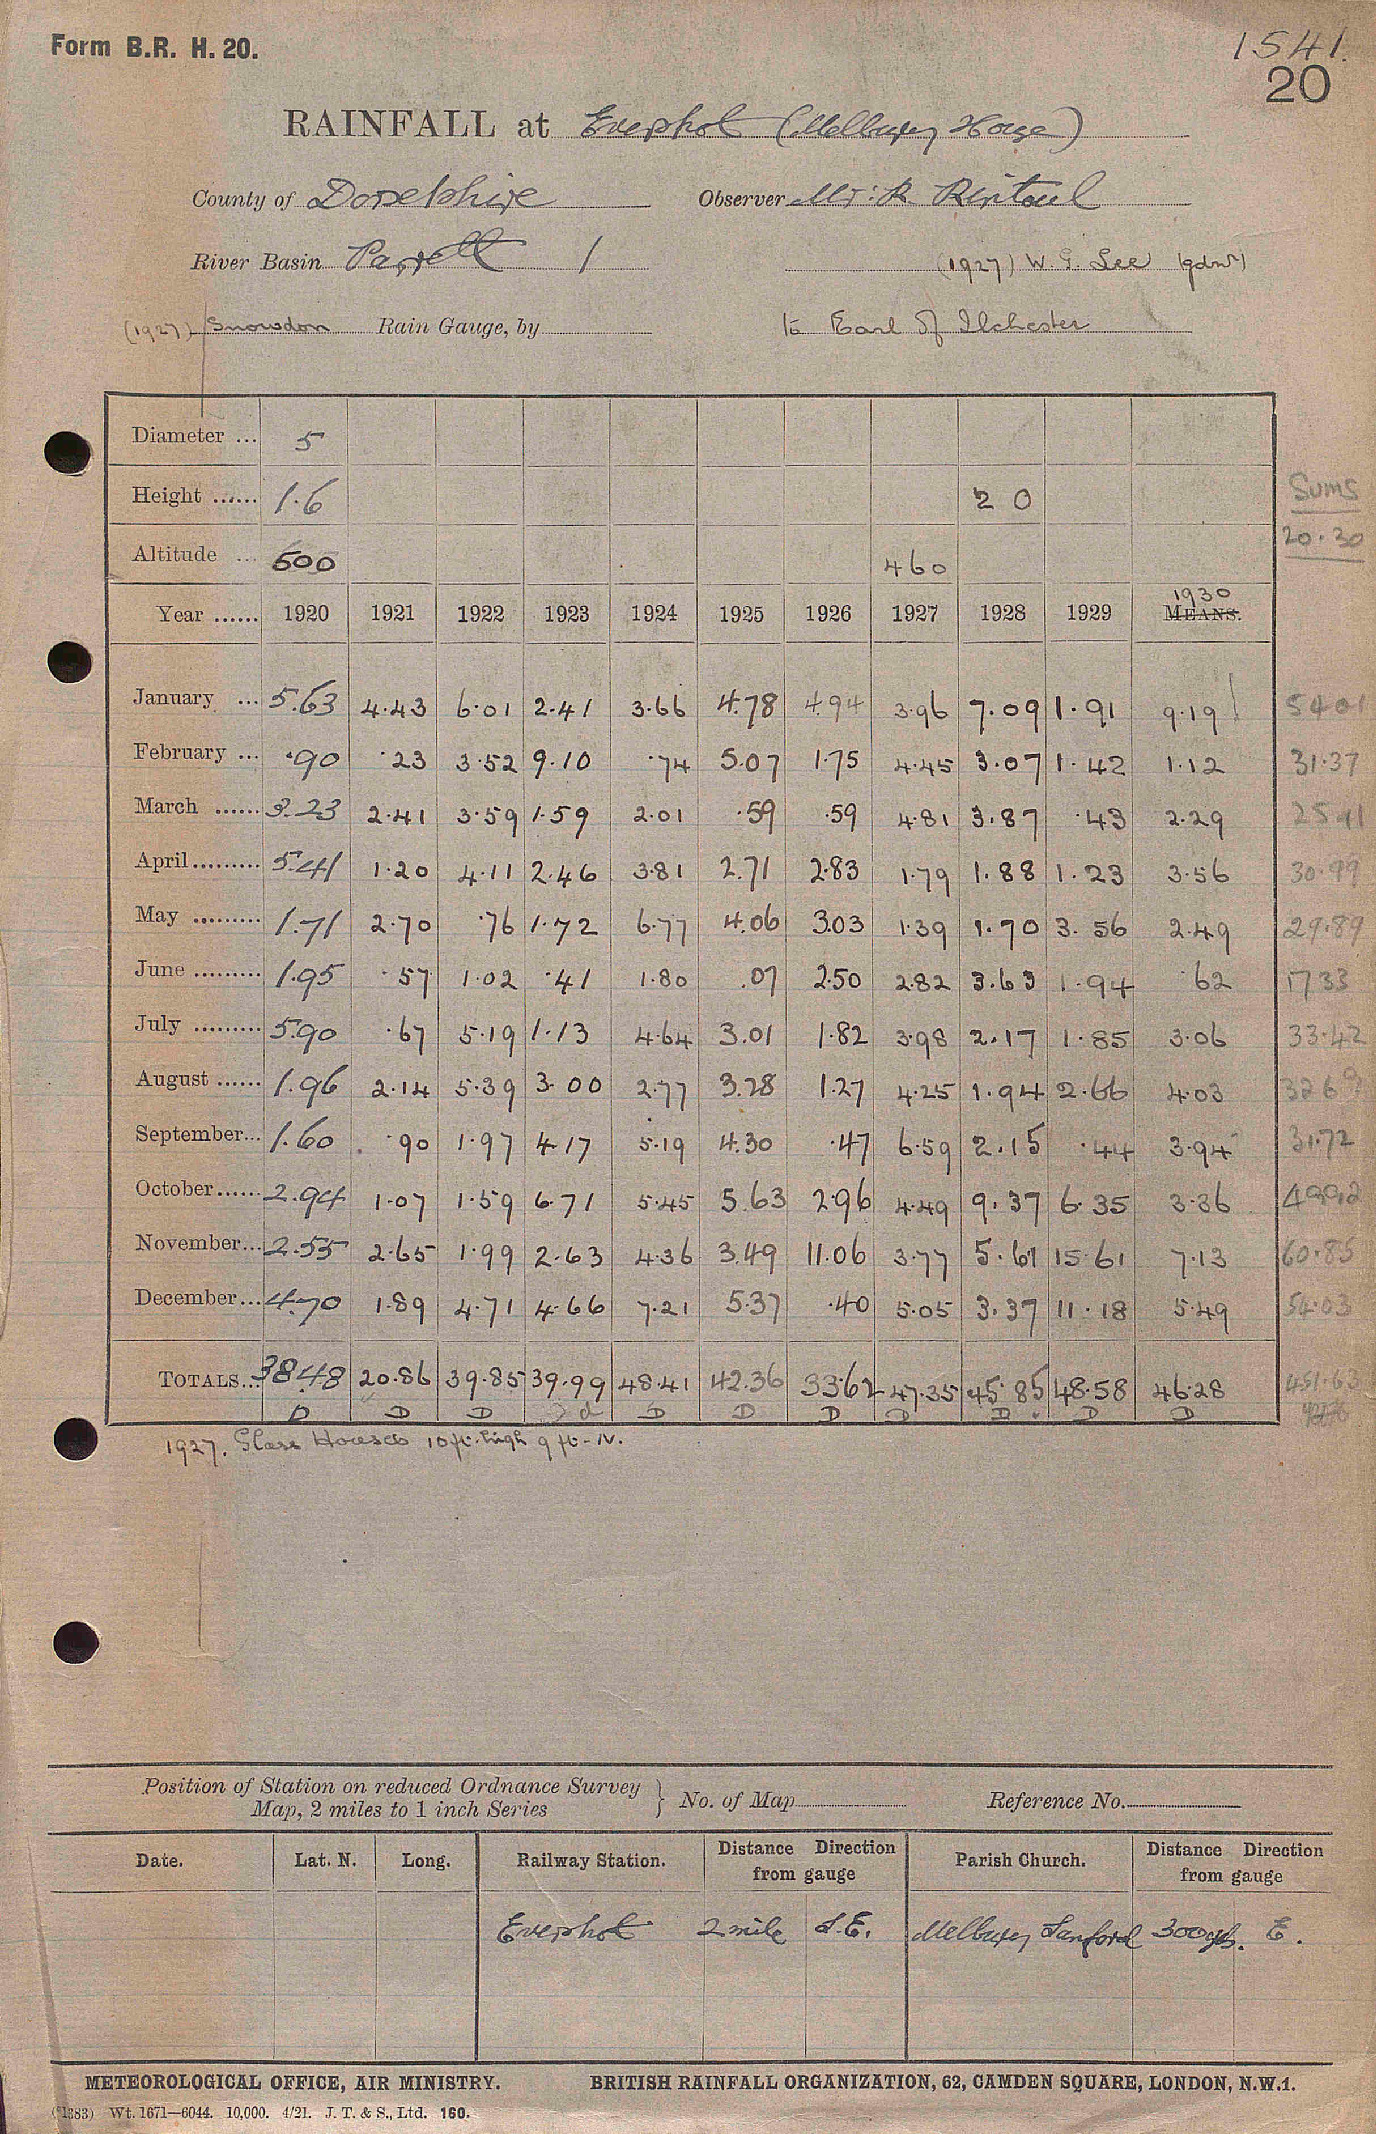 Form B.R. H. 20.
1541.
20
RAINFALL at Evershot (Melbury House)
County of Dorsetshire Observer Mr. R. Rintoul
River Basin Parrett 1 (1927) W. G. Lee (gdnr)
(1927) Snowdon Rain Gauge, by to Earl of Ilchester
Diameter ... 5
Height ...... 1.6 2 0 Sums
Altitude ... 500 460 20.30
Year ...... 1920 1921 1922 1923 1924 1925 1926 1927 1928 1929 1930 MEANS.
January ... 5.63 4.43 6.01 2.41 3.66 4.78 4.94 3.96 7.09 1.91 9.19! 54.01
February ... .90 .23 3.52 9.10 .74 5.07 1.75 4.45 3.07 1.42 1.12 31.37
March ...... 3.23 2.41 3.59 1.59 2.01 .59 .59 4.81 3.87 .43 2.29 25.41
April ......... 5.41 1.20 4.11 2.46 3.81 2.71 2.83 1.79 1.88 1.23 3.56 30.99
May ......... 1.71 2.70 .76 1.72 6.77 4.06 3.03 1.39 1.70 3.56 2.49 29.89
June ......... 1.95 .57 1.02 .41 1.80 .07 2.50 2.82 3.63 1.94 .62 17.33
July ......... 5.90 .67 5.19 1.13 4.64 3.01 1.82 3.98 2.17 1.85 3.06 33.42
August ...... 1.96 2.14 5.39 3.00 2.77 3.28 1.27 4.25 1.94 2.66 4.03 32.69
September... 1.60 .90 1.97 4.17 5.19 4.30 .47 6.59 2.15 .44 3.94 31.72
October...... 2.94 1.07 1.59 6.71 5.45 5.63 2.96 4.49 9.37 6.35 3.36 49.92
November... 2.55 2.65 1.99 2.63 4.36 3.49 11.06 3.77 5.61 15.61 7.13 60.85
December... 4.70 1.89 4.71 4.66 7.21 5.37 .40 5.05 3.37 11.18 5.49 54.03
TOTALS... 38.48 20.86 39.85 39.99 48.41 42.36 33.62 47.35 45.85 48.58 46.28 451.63
D D D d D D D D D D D
1927. Glass Houses 10 ft. high 9 ft - N.
Position of Station on reduced Ordnance Survey Map, 2 miles to 1 inch Series } No. of Map Reference No.
Date. Lat. N. Long. Railway Station. Distance Direction from gauge Parish Church. Distance Direction from gauge
Evershot 2 mile S.E. Melbury Sanford 300 yds. E.
METEOROLOGICAL OFFICE, AIR MINISTRY. BRITISH RAINFALL ORGANIZATION, 62, CAMDEN SQUARE, LONDON, N.W.1.
Wt. 1671—6044. 10,000. 4/21. J. T. & S., Ltd. 160.